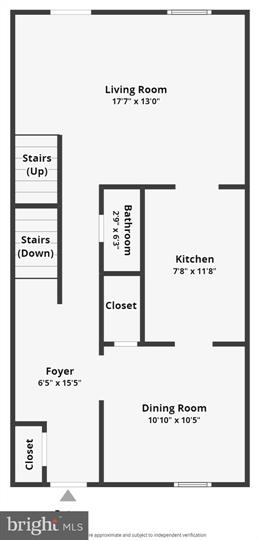 Living Room
17'7" x 13'0"
Stairs
(Up)
Bathroom
2'9" x 6'3"
Stairs
(Down)
Kitchen
7'8" x 11'8"
Closet
Foyer
6'5" x 15'5"
Dining Room
10'10" x 10'5"
Closet
bright MLS
are approximate and subject to independent verification